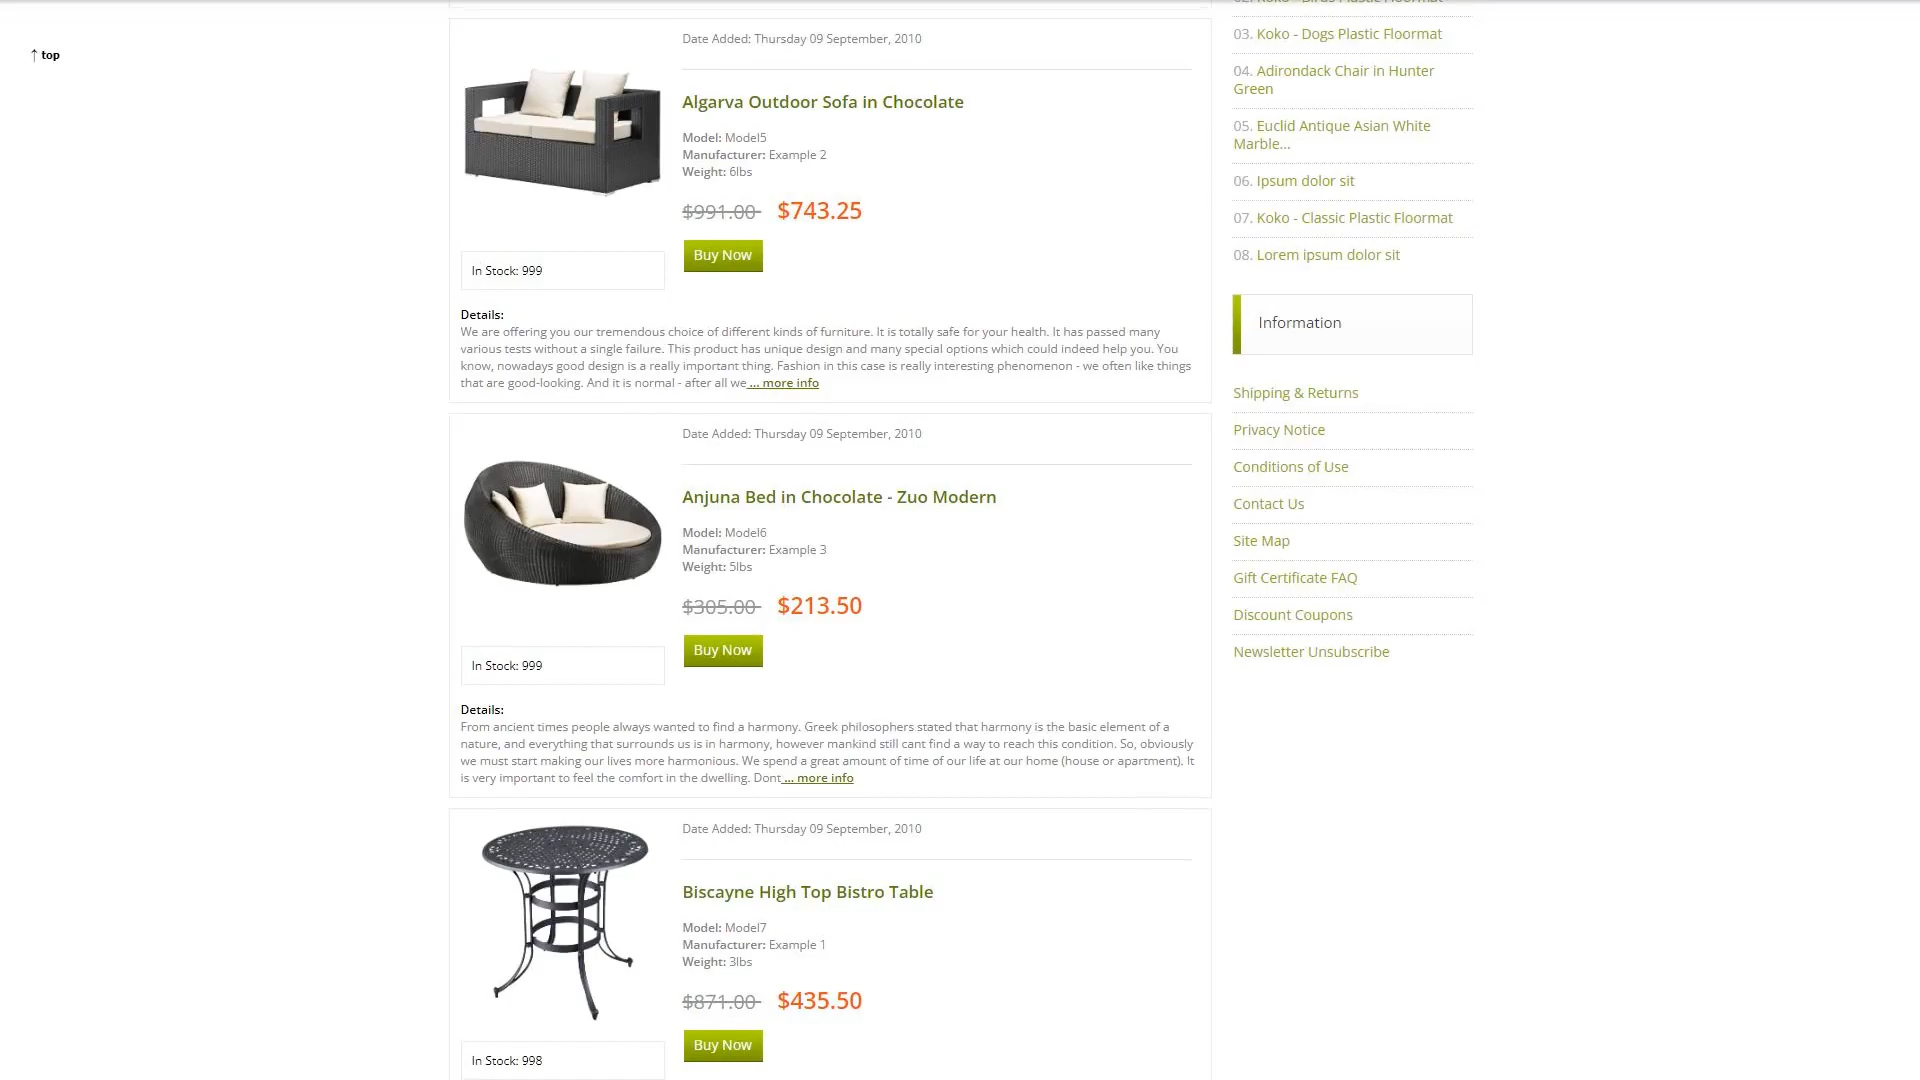 ↑ top
Date Added: Thursday 09 September, 2010
Algarva Outdoor Sofa in Chocolate
Model: Model5
Manufacturer: Example 2
Weight: 6lbs
$991.00 $743.25
Buy Now
In Stock: 999
Details:
We are offering you our tremendous choice of different kinds of furniture. It is totally safe for your health. It has passed many
various tests without a single failure. This product has unique design and many special options which could indeed help you. You
know, nowadays good design is a really important thing. Fashion in this case is really interesting phenomenon - we often like things
that are good-looking. And it is normal - after all we ... more info
Date Added: Thursday 09 September, 2010
Anjuna Bed in Chocolate - Zuo Modern
Model: Model6
Manufacturer: Example 3
Weight: 5lbs
$305.00 $213.50
Buy Now
In Stock: 999
Details:
From ancient times people always wanted to find a harmony. Greek philosophers stated that harmony is the basic element of a
nature, and everything that surrounds us is in harmony, however mankind still cant find a way to reach this condition. So, obviously
we must start making our lives more harmonious. We spend a great amount of time of our life at our home (house or apartment). It
is very important to feel the comfort in the dwelling. Dont ... more info
Date Added: Thursday 09 September, 2010
Biscayne High Top Bistro Table
Model: Model7
Manufacturer: Example 1
Weight: 3lbs
$871.00 $435.50
Buy Now
In Stock: 998
02. Koko - Birds Plastic Floormat
03. Koko - Dogs Plastic Floormat
04. Adirondack Chair in Hunter
Green
05. Euclid Antique Asian White
Marble...
06. Ipsum dolor sit
07. Koko - Classic Plastic Floormat
08. Lorem ipsum dolor sit
Information
Shipping & Returns
Privacy Notice
Conditions of Use
Contact Us
Site Map
Gift Certificate FAQ
Discount Coupons
Newsletter Unsubscribe